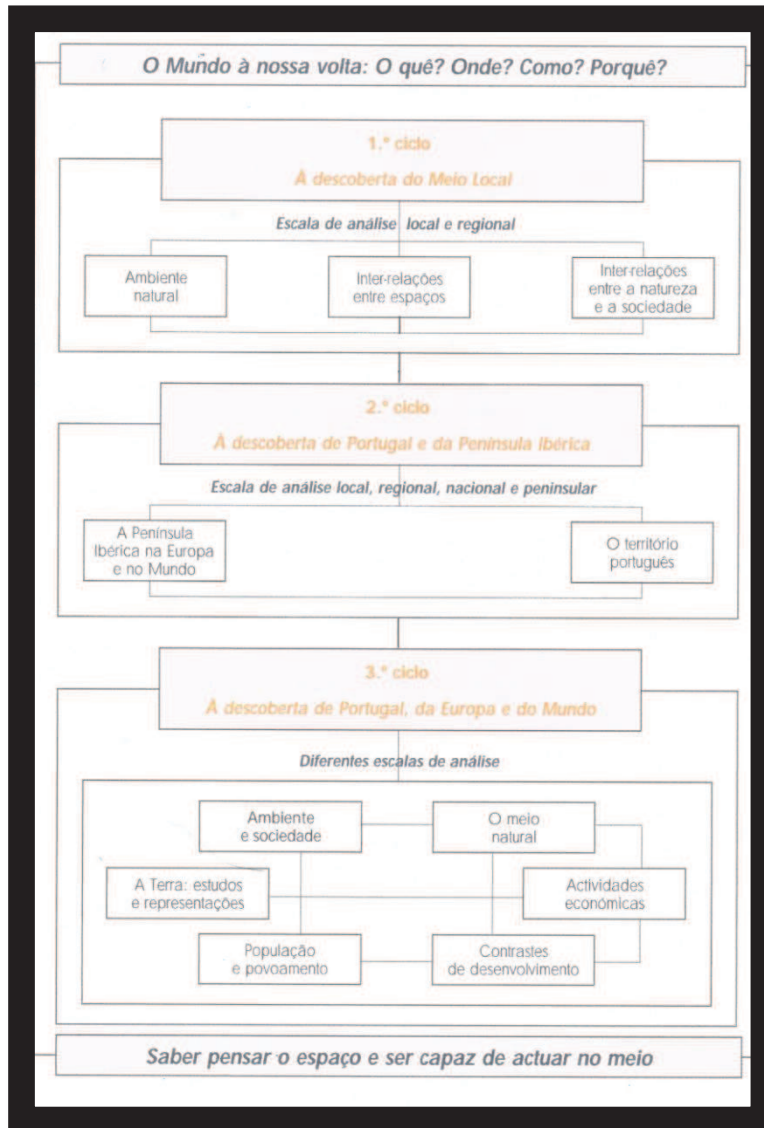 O Mundo à nossa volta: O quê? Onde? Como? Porquê?
1.º ciclo
À descoberta do Meio Local
Escala de análise local e regional
Ambiente
natural
Inter-relações
entre espaços
Inter-relações
entre a natureza
e a sociedade
2.º ciclo
À descoberta de Portugal e da Península Ibérica
Escala de análise local, regional, nacional e peninsular
A Península
Ibérica na Europa
e no Mundo
O território
português
3.º ciclo
À descoberta de Portugal, da Europa e do Mundo
Diferentes escalas de análise
Ambiente
e sociedade
O meio
natural
A Terra: estudos
e representações
Actividades
económicas
População
e povoamento
Contrastes
de desenvolvimento
Saber pensar o espaço e ser capaz de actuar no meio